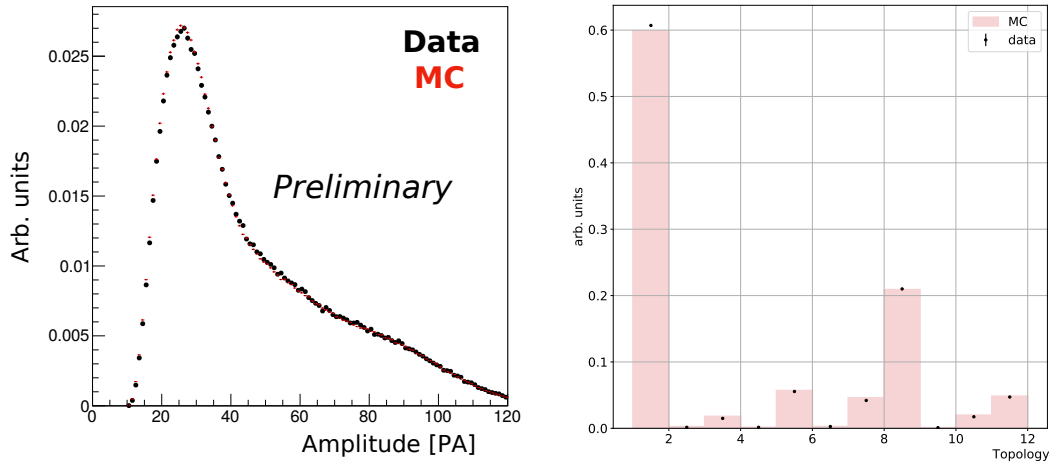 Data
MC
Preliminary
Arb. units
0.025
0.02
0.015
0.01
0.005
0
0 20 40 60 80 100 120
Amplitude [PA]
MC
data
arb. units
0.6
0.5
0.4
0.3
0.2
0.1
0.0
2 4 6 8 10 12
Topology